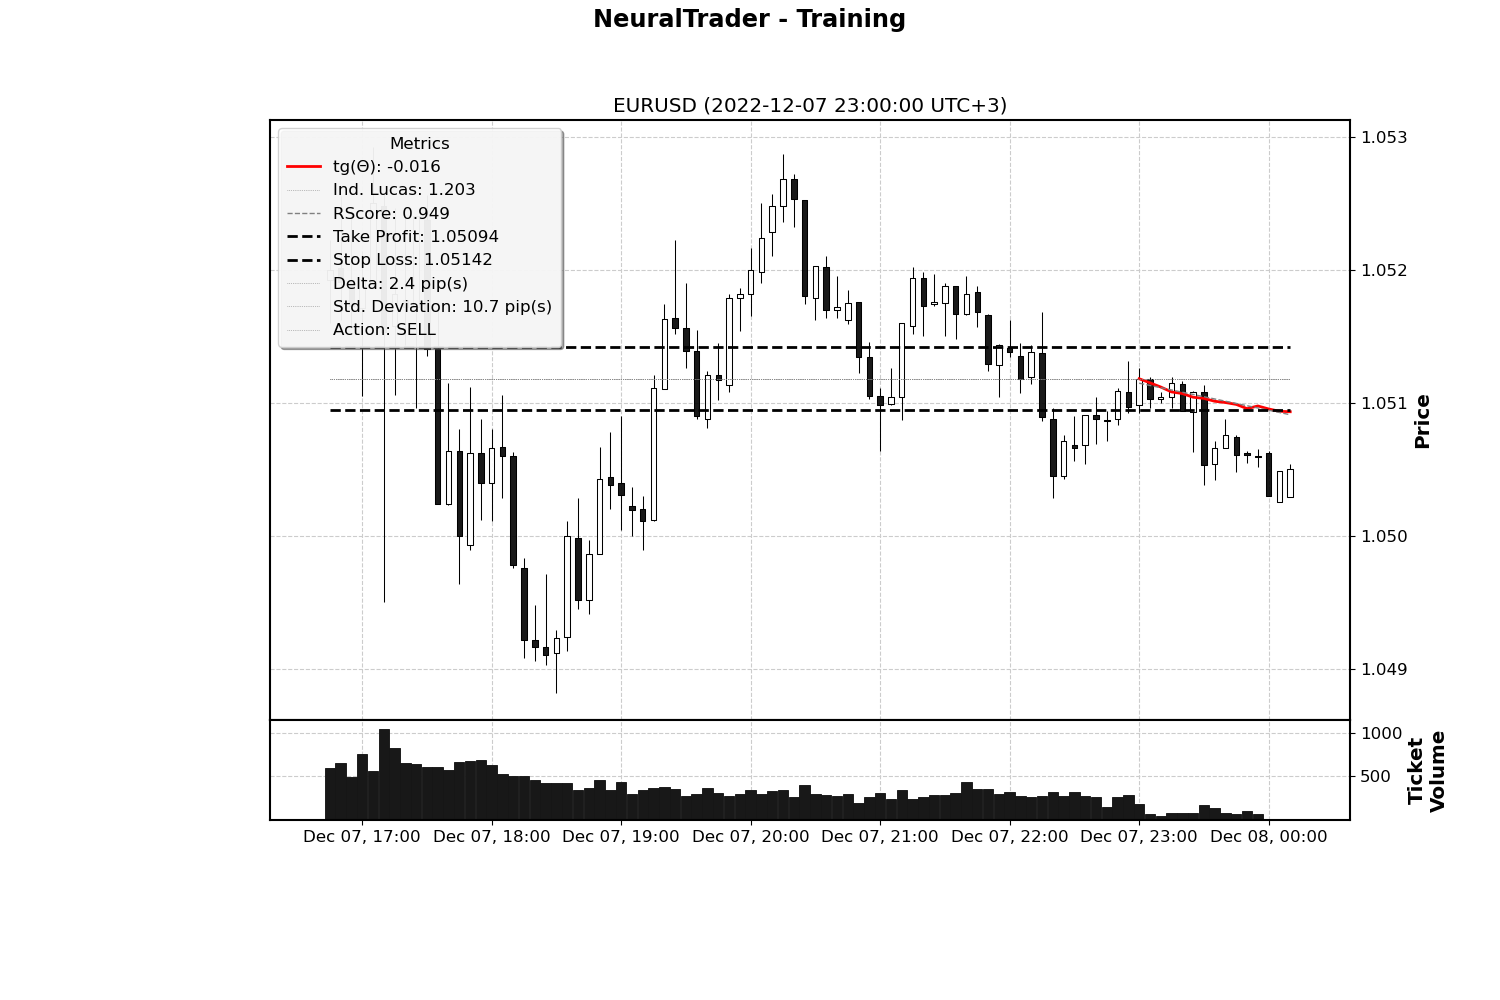 NeuralTrader - Training
EURUSD (2022-12-07 23:00:00 UTC+3)
Metrics
tg(Θ): -0.016
Ind. Lucas: 1.203
RScore: 0.949
Take Profit: 1.05094
Stop Loss: 1.05142
Delta: 2.4 pip(s)
Std. Deviation: 10.7 pip(s)
Action: SELL
1.053
1.052
1.051
1.050
1.049
Price
1000
500
Ticket
Volume
Dec 07, 17:00
Dec 07, 18:00
Dec 07, 19:00
Dec 07, 20:00
Dec 07, 21:00
Dec 07, 22:00
Dec 07, 23:00
Dec 08, 00:00